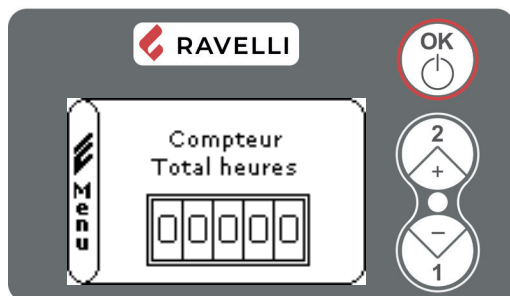 RAVELLI
OK
Menu
Compteur
Total heures
00000
2
+
−
1